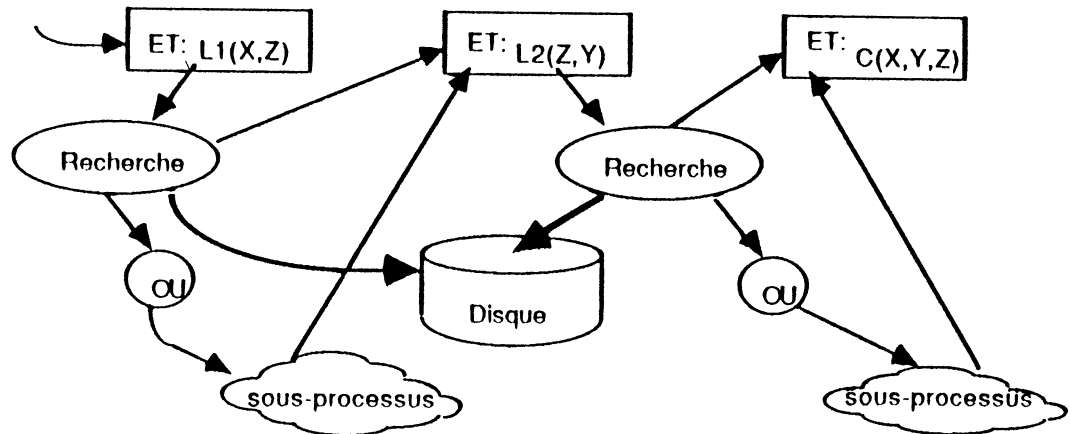 ET: L1(X,Z)
ET: L2(Z,Y)
ET: C(X,Y,Z)
Recherche
Recherche
OU
Disque
OU
sous-processus
sous-processus